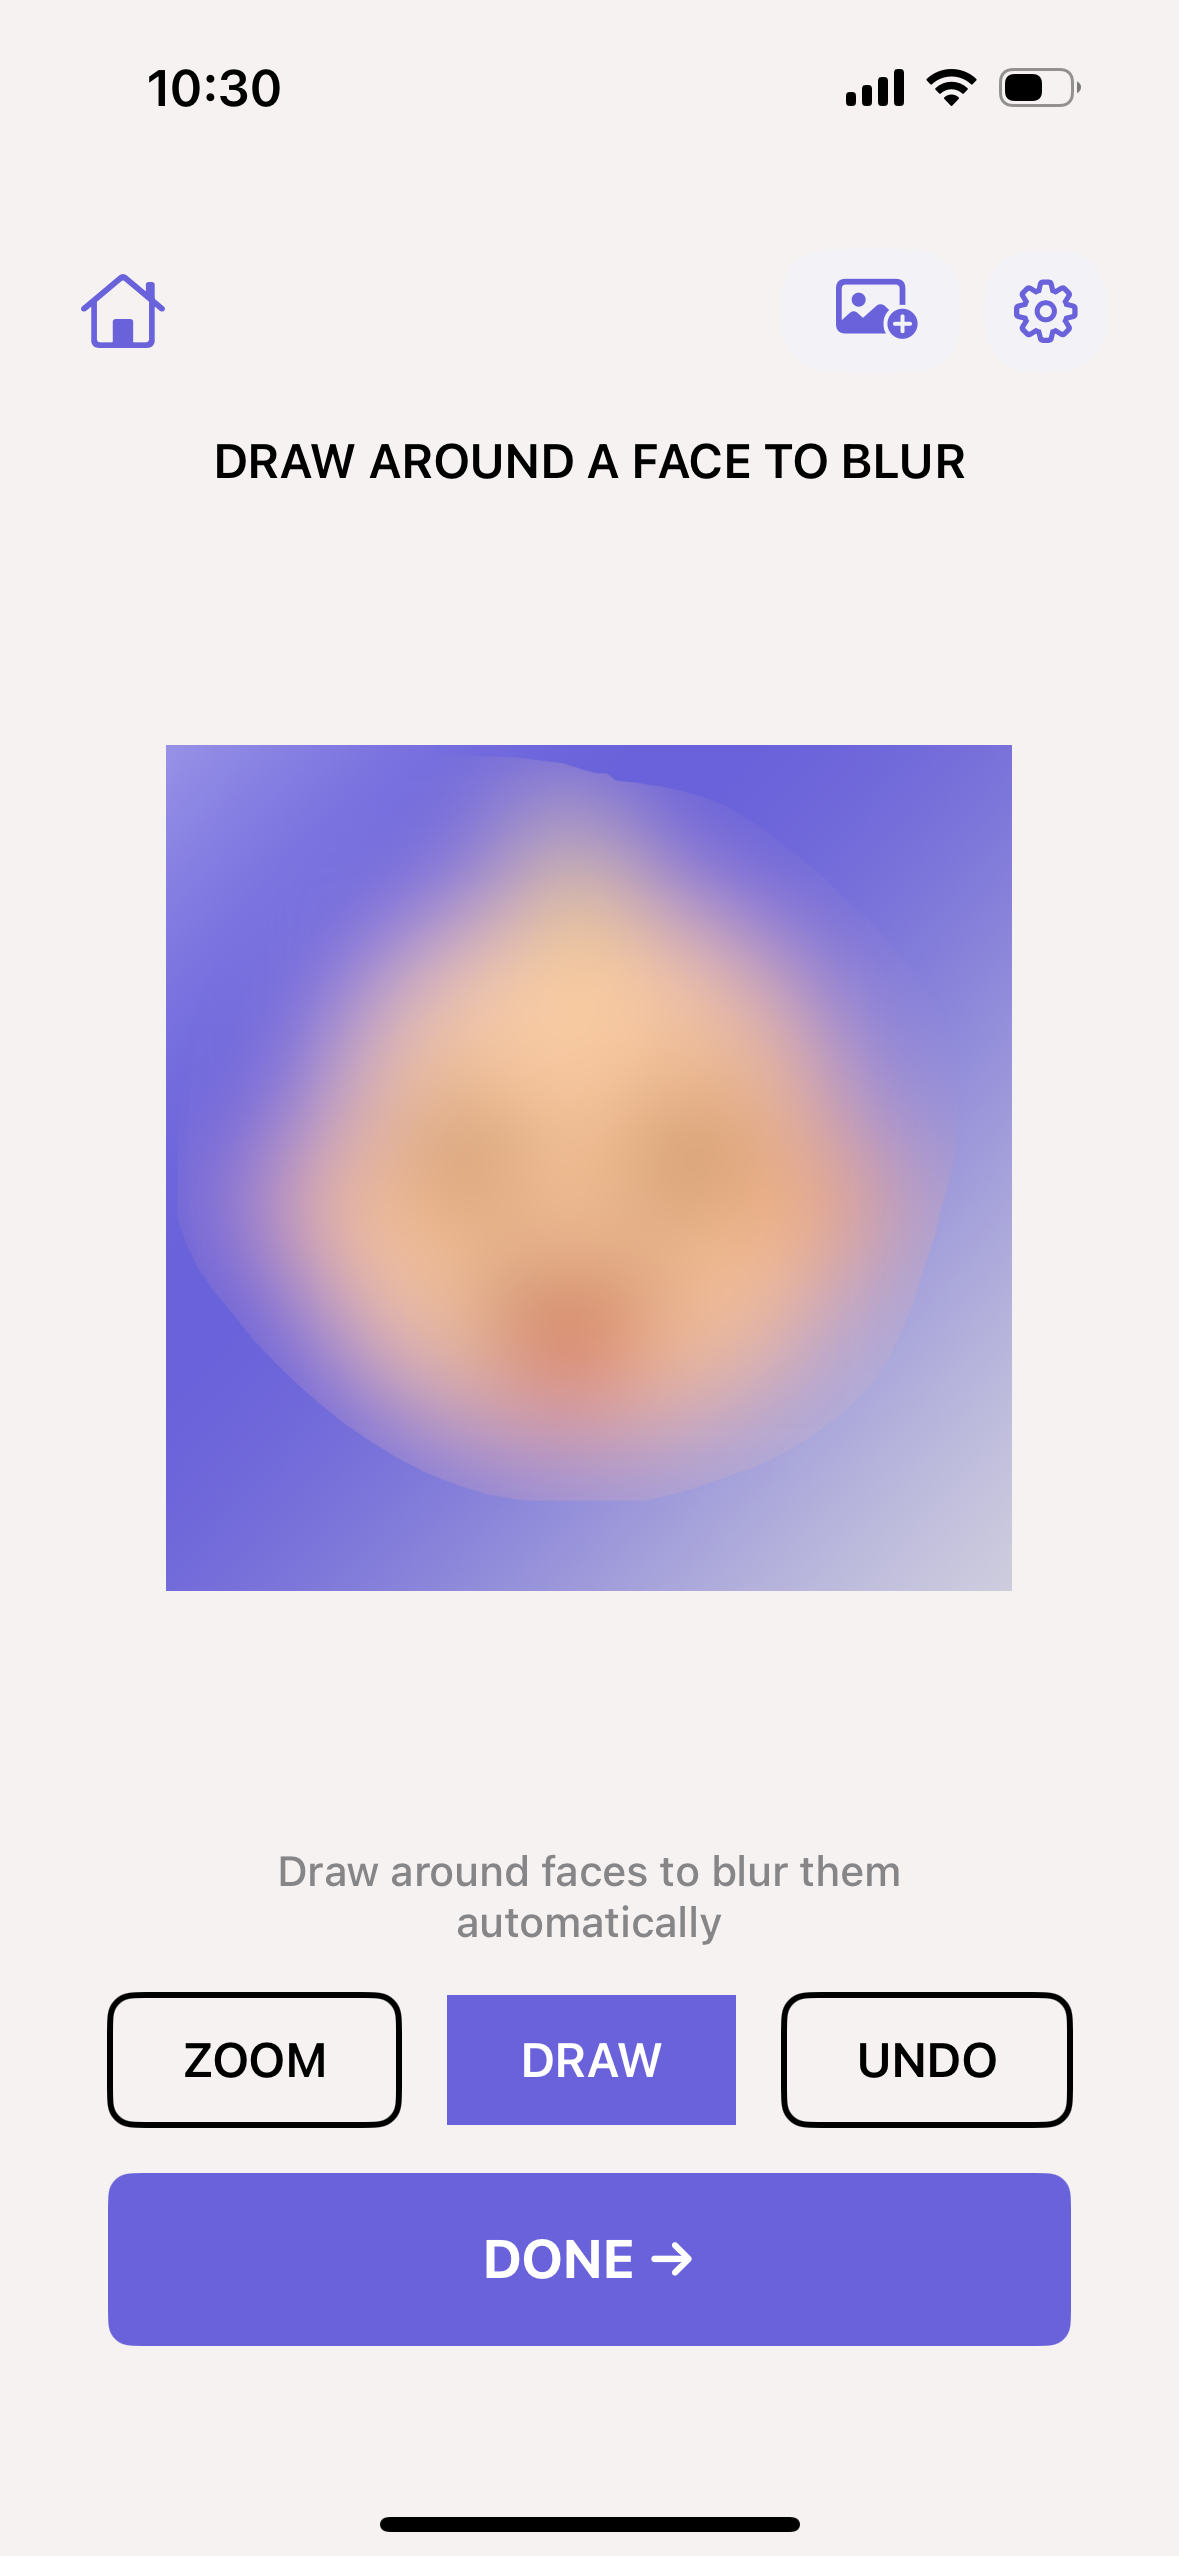 10:30
DRAW AROUND A FACE TO BLUR
Draw around faces to blur them
automatically
ZOOM
DRAW
UNDO
DONE →